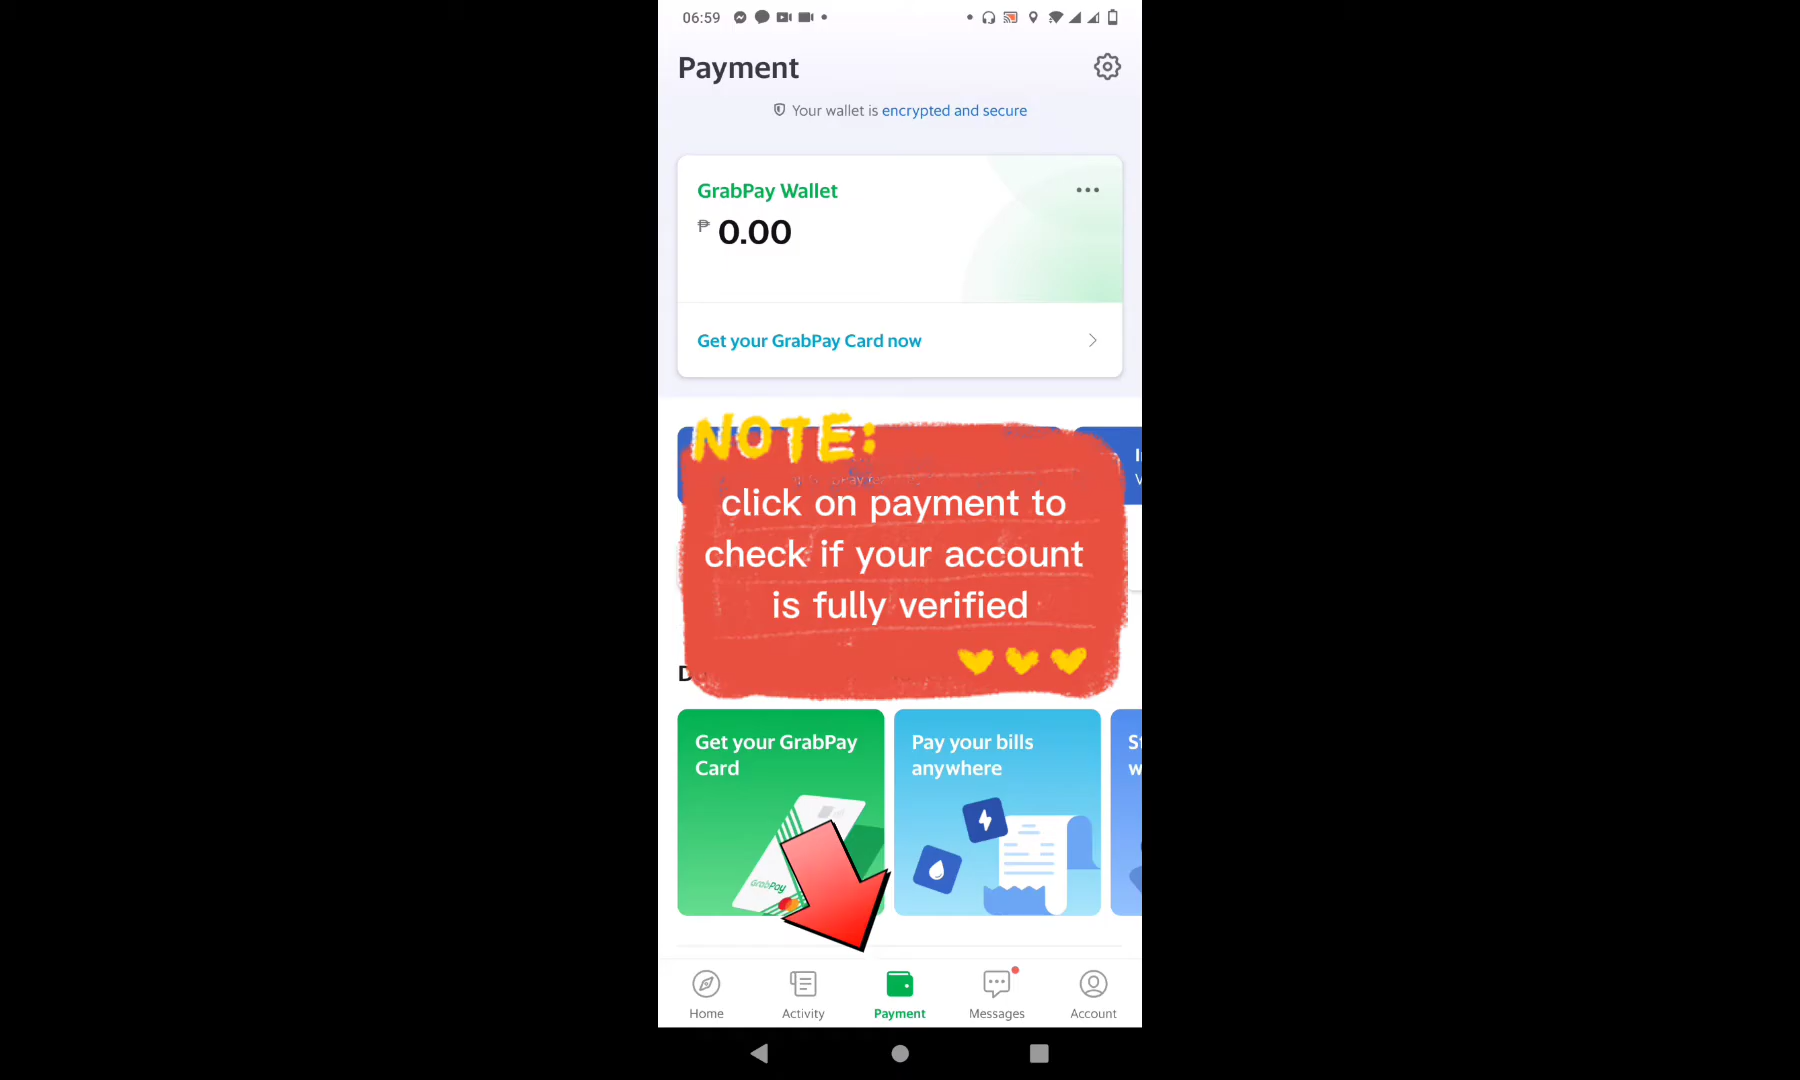 06:59
Payment
Your wallet is encrypted and secure
GrabPay Wallet
₱ 0.00
Get your GrabPay Card now
NOTE:
click on payment to
check if your account
is fully verified
Get your GrabPay
Card
GrabPay
Pay your bills
anywhere
Home
Activity
Payment
Messages
Account